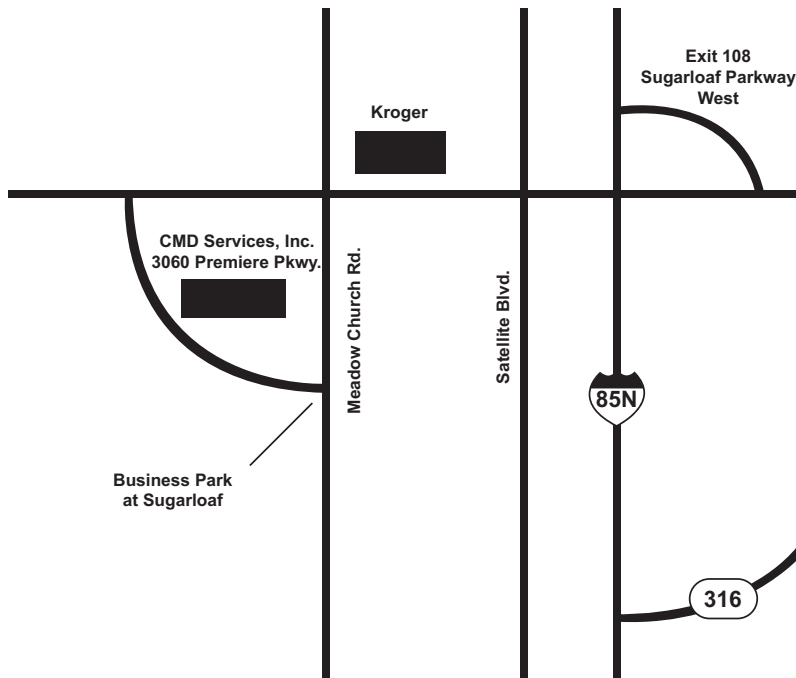 Exit 108
Sugarloaf Parkway
West
Kroger
CMD Services, Inc.
3060 Premiere Pkwy.
Meadow Church Rd.
Satellite Blvd.
85N
Business Park
at Sugarloaf
316